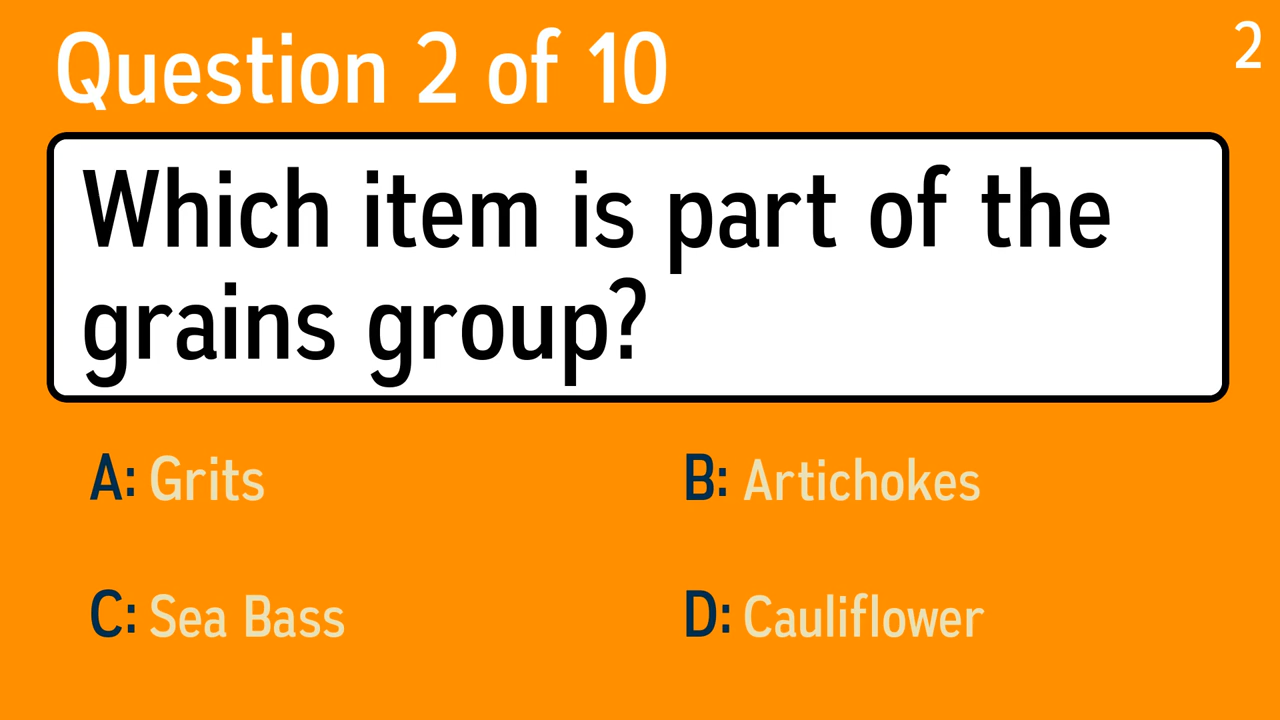 Question 2 of 10
2
Which item is part of the
grains group?
A: Grits
B: Artichokes
C: Sea Bass
D: Cauliflower